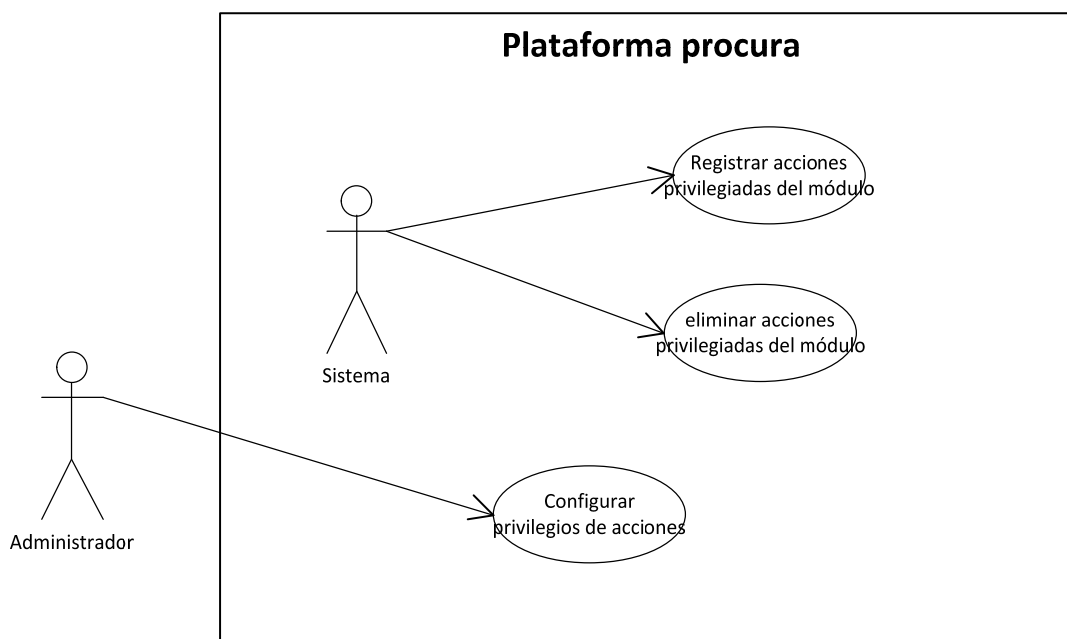 Plataforma procura
Registrar acciones
privilegiadas del módulo
eliminar acciones
privilegiadas del módulo
Sistema
Configurar
privilegios de acciones
Administrador